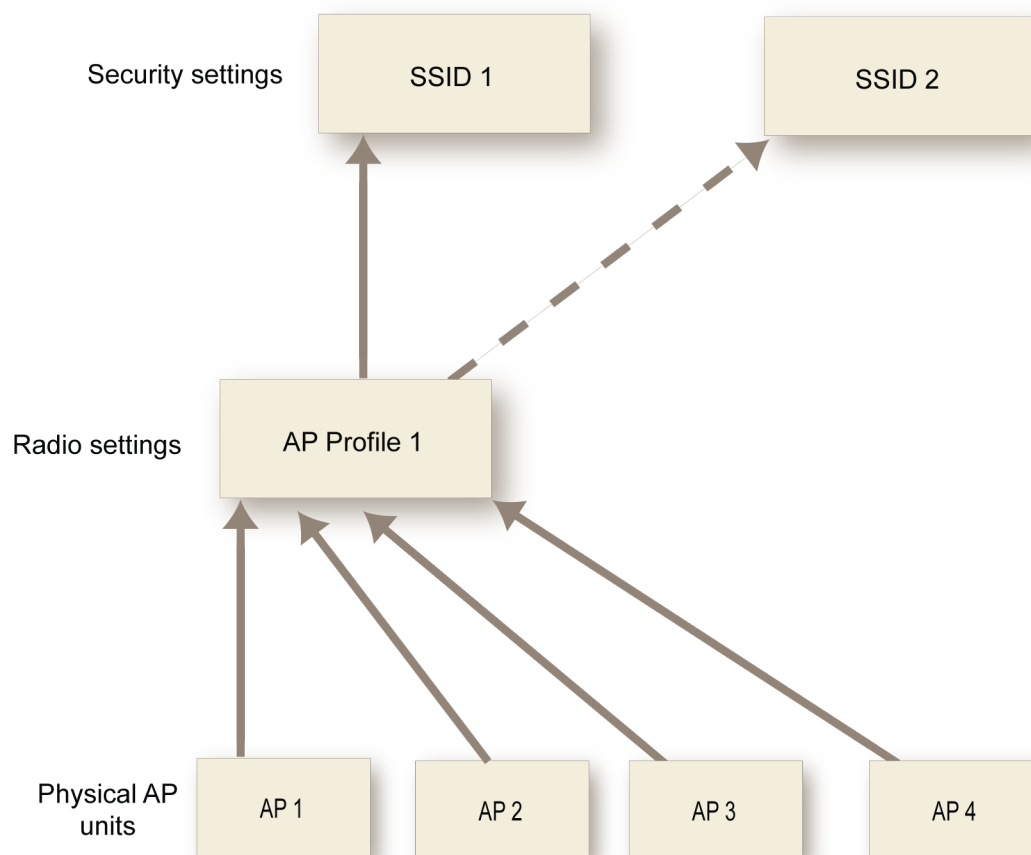 Security settings
SSID 1
SSID 2
Radio settings
AP Profile 1
Physical AP
units
AP 1
AP 2
AP 3
AP 4